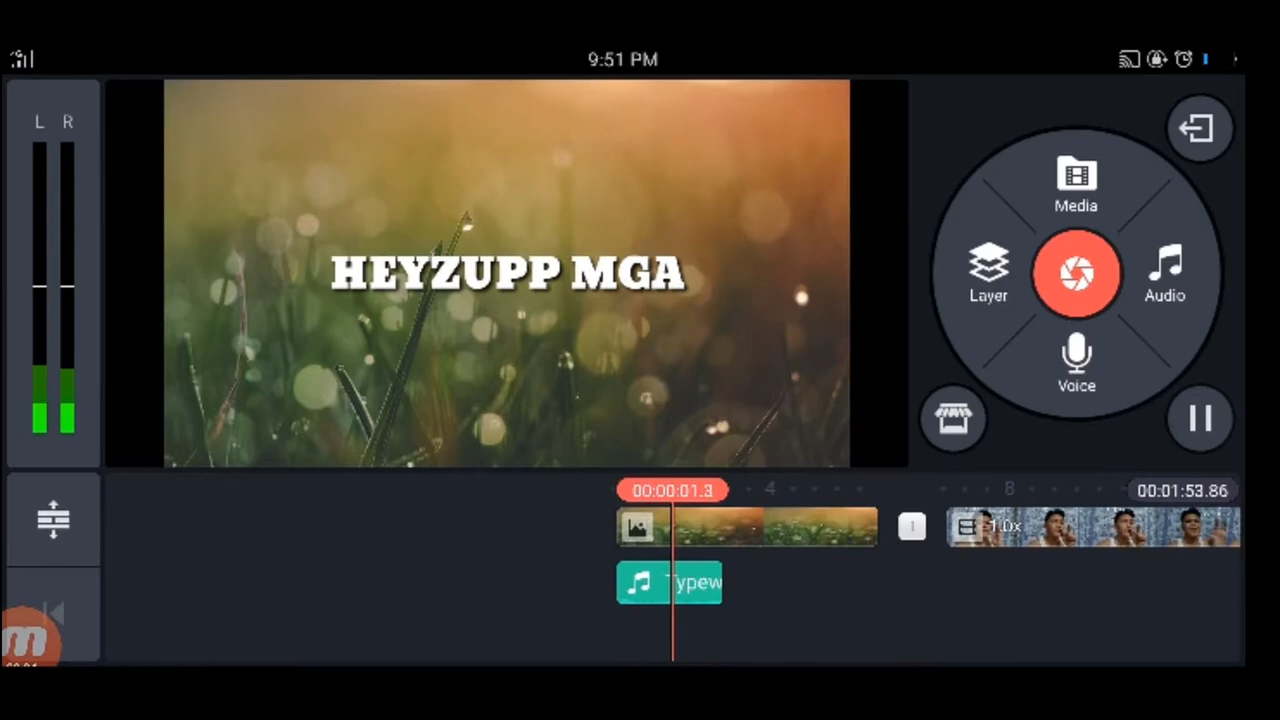 9:51 PM
L R
HEYZUPP MGA
Media
Layer
Audio
Voice
00:00:01.3
4
8
00:01:53.86
1.0x
Typew